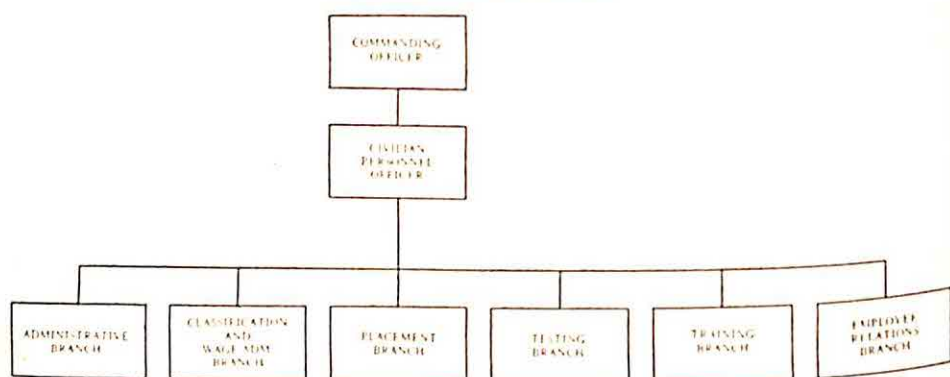 COMMANDING
OFFICER
CIVILIAN
PERSONNEL
OFFICER
ADMINISTRATIVE
BRANCH
CLASSIFICATION
AND
WAGE ADM
BRANCH
PLACEMENT
BRANCH
TESTING
BRANCH
TRAINING
BRANCH
EMPLOYEE
RELATIONS
BRANCH